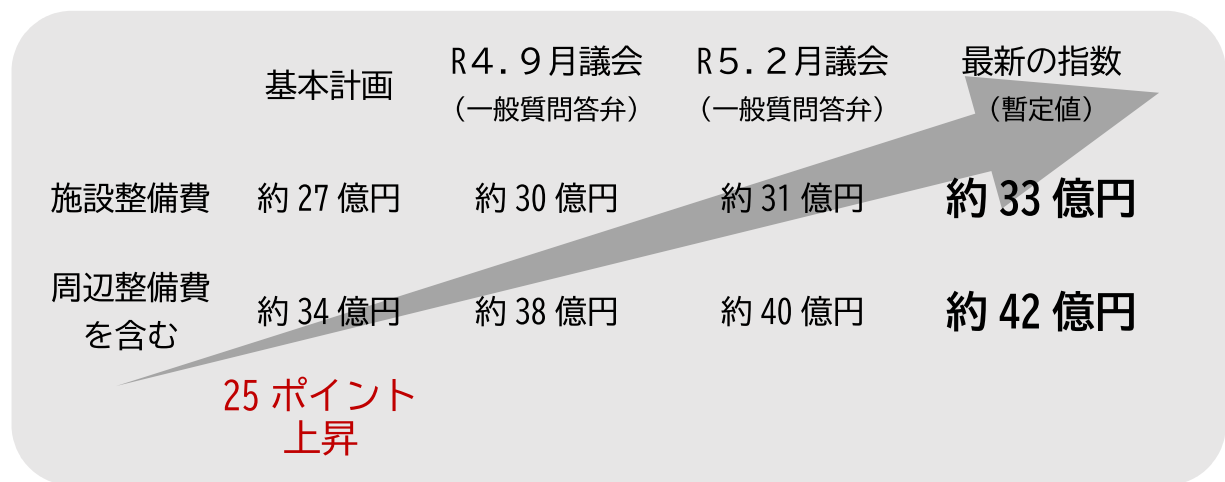 基本計画
R４．９月議会
（一般質問答弁）
R５．２月議会
（一般質問答弁）
最新の指数
（暫定値）
施設整備費 約 27 億円 約 30 億円 約 31 億円 約 33 億円
周辺整備費
を含む
約 34 億円 約 38 億円 約 40 億円 約 42 億円
25 ポイント
上昇